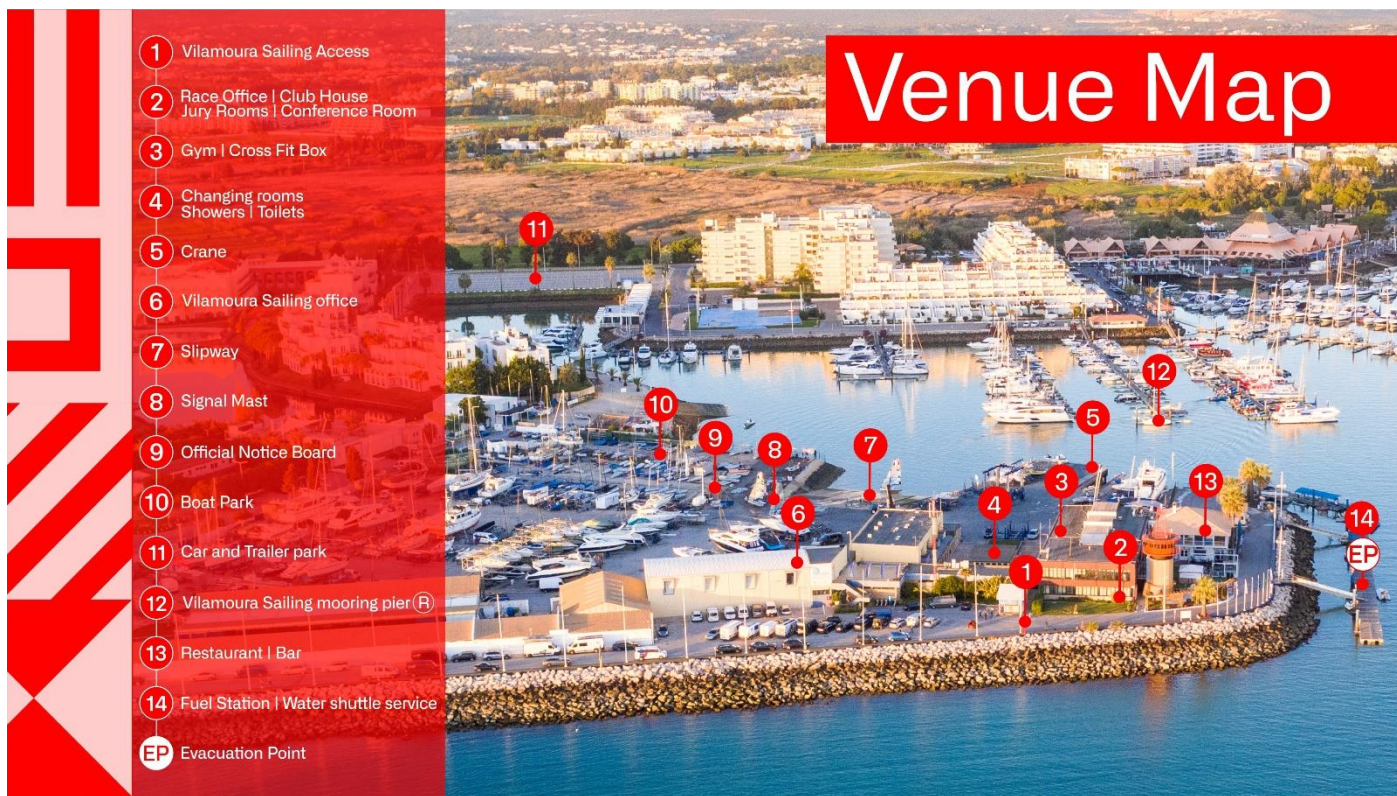 Venue Map
1 Vilamoura Sailing Access
2 Race Office | Club House
Jury Rooms | Conference Room
3 Gym | Cross Fit Box
4 Changing rooms
Showers | Toilets
5 Crane
6 Vilamoura Sailing office
7 Slipway
8 Signal Mast
9 Official Notice Board
10 Boat Park
11 Car and Trailer park
12 Vilamoura Sailing mooring pier R
13 Restaurant | Bar
14 Fuel Station | Water shuttle service
EP Evacuation Point
11
12
10
9
8
7
5
6
4
3
13
2
1
14
EP